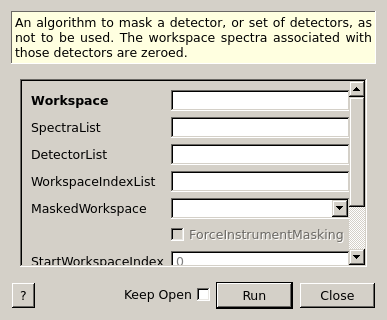 An algorithm to mask a detector, or set of detectors, as
not to be used. The workspace spectra associated with
those detectors are zeroed.
Workspace
SpectraList
DetectorList
WorkspaceIndexList
MaskedWorkspace
ForceInstrumentMasking
StartWorkspaceIndex 0
? Keep Open Run Close